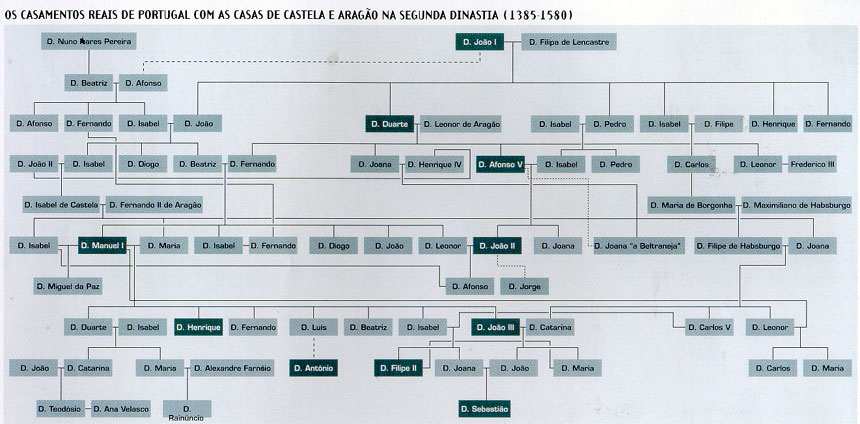 OS CASAMENTOS REAIS DE PORTUGAL COM AS CASAS DE CASTELA E ARAGÃO NA SEGUNDA DINASTIA (1385-1580)
D. Nuno Álvares Pereira D. João I D. Filipa de Lencastre
D. Beatriz D. Afonso
D. Afonso D. Fernando D. Isabel D. João D. Duarte D. Leonor de Aragão D. Isabel D. Pedro D. Isabel D. Filipe D. Henrique D. Fernando
D. João II D. Isabel D. Diogo D. Beatriz D. Fernando D. Joana D. Henrique IV D. Afonso V D. Isabel D. Pedro D. Carlos D. Leonor Frederico III
D. Isabel de Castela D. Fernando II de Aragão D. Maria de Borgonha D. Maximiliano de Habsburgo
D. Isabel D. Manuel I D. Maria D. Isabel D. Fernando D. Diogo D. João D. Leonor D. João II D. Joana D. Joana "a Beltraneja" D. Filipe de Habsburgo D. Joana
D. Miguel da Paz D. Afonso D. Jorge
D. Duarte D. Isabel D. Henrique D. Fernando D. Luis D. Beatriz D. Isabel D. João III D. Catarina D. Carlos V D. Leonor
D. João D. Catarina D. Maria D. Alexandre Farnéio D. António D. Filipe II D. Joana D. João D. Maria D. Carlos D. Maria
D. Teodósio D. Ana Velasco D. Rainúncio D. Sebastião